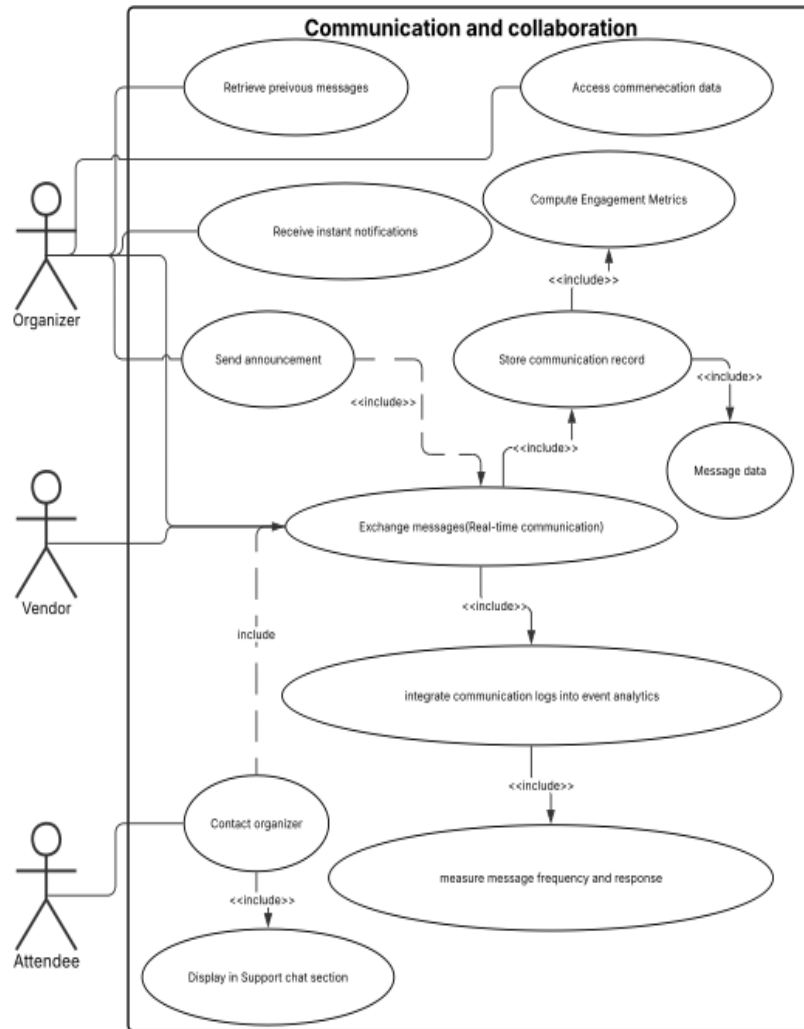 Communication and collaboration
Retrieve preivous messages
Access commenecation data
Compute Engagement Metrics
Receive instant notifications
<<include>>
Organizer
Send announcement
Store communication record
<<include>>
<<include>>
<<include>>
Message data
Exchange messages(Real-time communication)
Vendor
<<include>>
include
integrate communication logs into event analytics
<<include>>
Contact organizer
measure message frequency and response
<<include>>
Attendee
Display in Support chat section